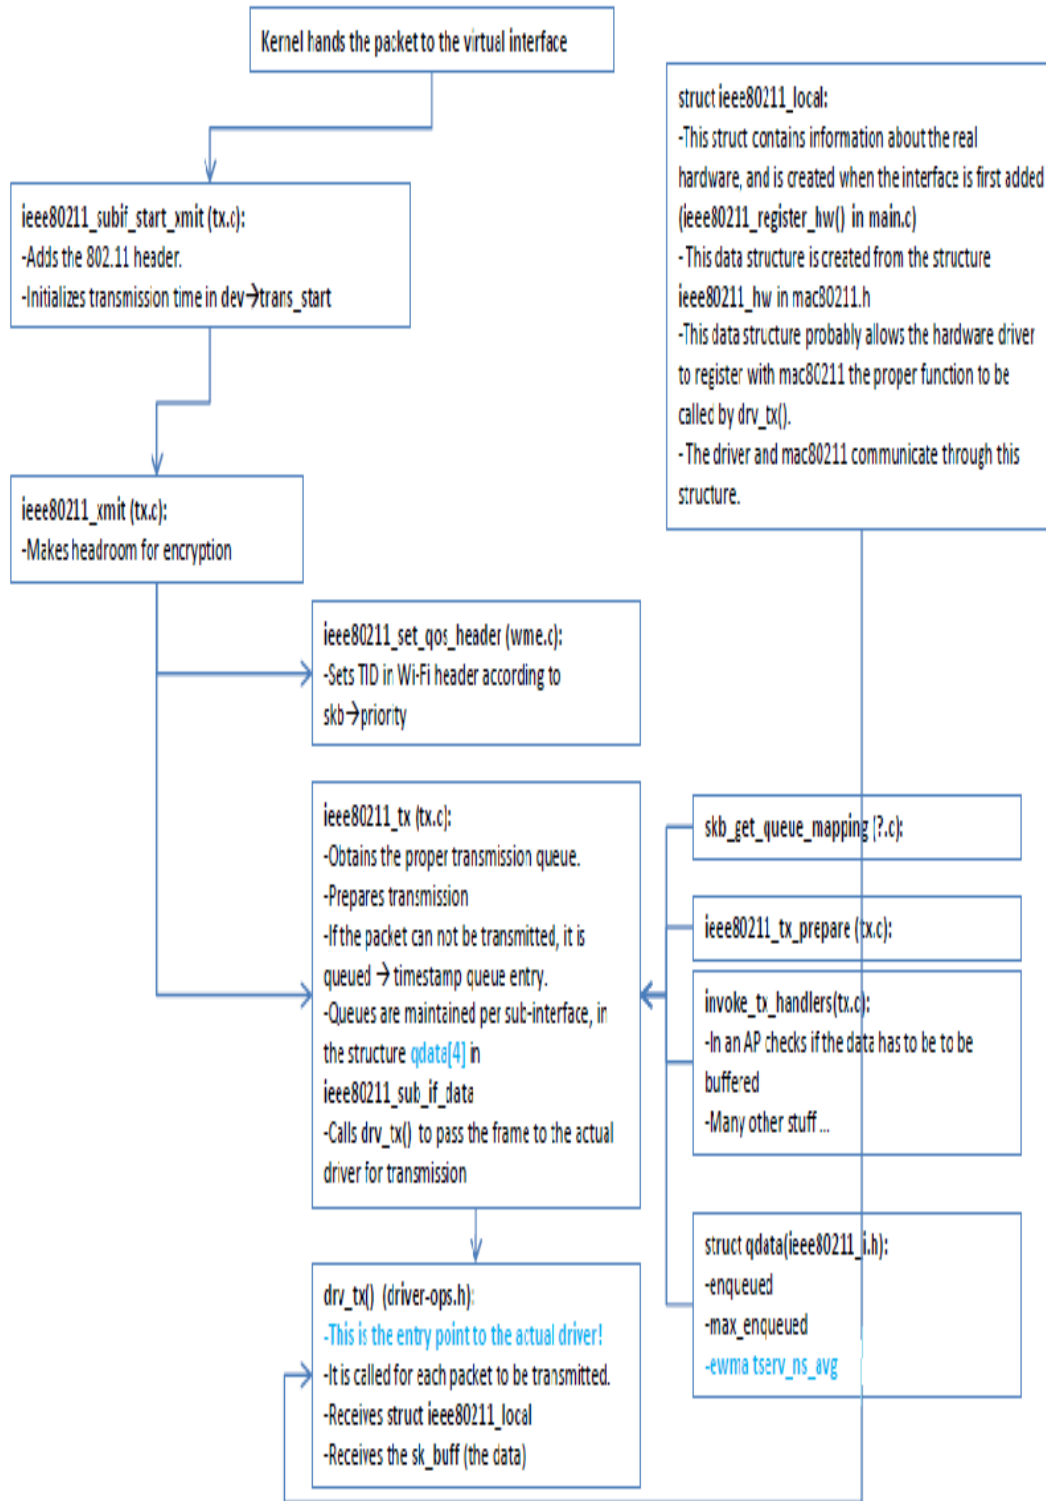 Kernel hands the packet to the virtual interface
struct ieee80211_local:
-This struct contains information about the real
hardware, and is created when the interface is first added
(ieee80211_register_hw() in main.c)
-This data structure is created from the structure
ieee80211_hw in mac80211.h
-This data structure probably allows the hardware driver
to register with mac80211 the proper function to be
called by drv_tx().
-The driver and mac80211 communicate through this
structure.
ieee80211_subif_start_xmit (tx.c):
-Adds the 802.11 header.
-Initializes transmission time in dev→trans_start
ieee80211_xmit (tx.c):
-Makes headroom for encryption
ieee80211_set_qos_header (wme.c):
-Sets TID in Wi-Fi header according to
skb→priority
ieee80211_tx (tx.c):
-Obtains the proper transmission queue.
-Prepares transmission
-If the packet can not be transmitted, it is
queued → timestamp queue entry.
-Queues are maintained per sub-interface, in
the structure qdata[4] in
ieee80211_sub_if_data
-Calls drv_tx() to pass the frame to the actual
driver for transmission
skb_get_queue_mapping (?.c):
ieee80211_tx_prepare (tx.c):
invoke_tx_handlers(tx.c):
-In an AP checks if the data has to be to be
buffered
-Many other stuff ...
struct qdata(ieee80211_i.h):
-enqueued
-max_enqueued
-ewma tserv_ns_avg
drv_tx() (driver-ops.h):
-This is the entry point to the actual driver!
-It is called for each packet to be transmitted.
-Receives struct ieee80211_local
-Receives the sk_buff (the data)